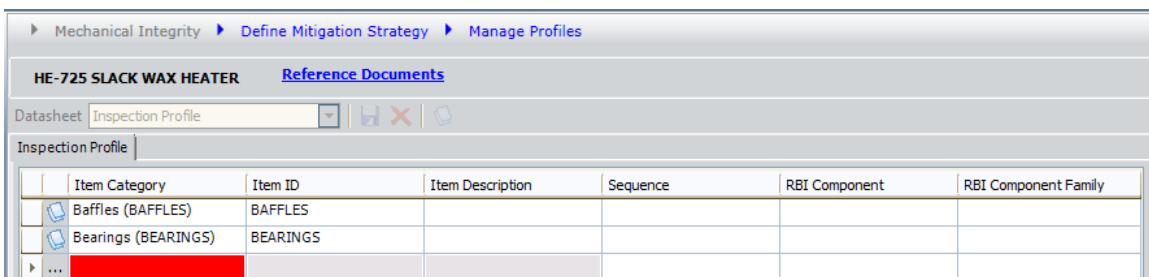 Mechanical Integrity Define Mitigation Strategy Manage Profiles
HE-725 SLACK WAX HEATER Reference Documents
Datasheet Inspection Profile
Inspection Profile
Item Category Item ID Item Description Sequence RBI Component RBI Component Family
Baffles (BAFFLES) BAFFLES
Bearings (BEARINGS) BEARINGS
...